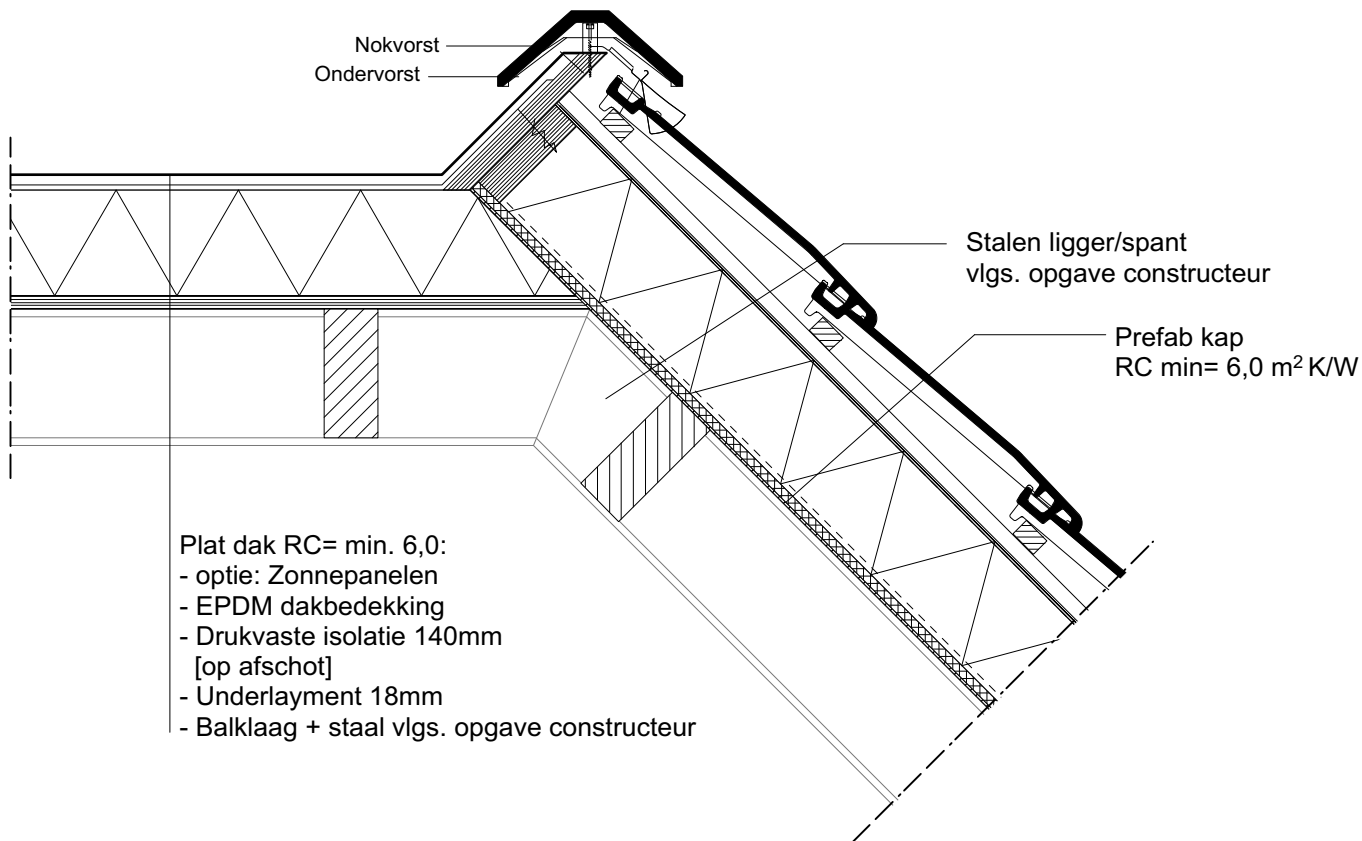 Nokvorst
Ondervorst
Stalen ligger/spant
vlgs. opgave constructeur
Prefab kap
RC min= 6,0 m² K/W
Plat dak RC= min. 6,0:
- optie: Zonnepanelen
- EPDM dakbedekking
- Drukvaste isolatie 140mm
[op afschot]
- Underlayment 18mm
- Balklaag + staal vlgs. opgave constructeur